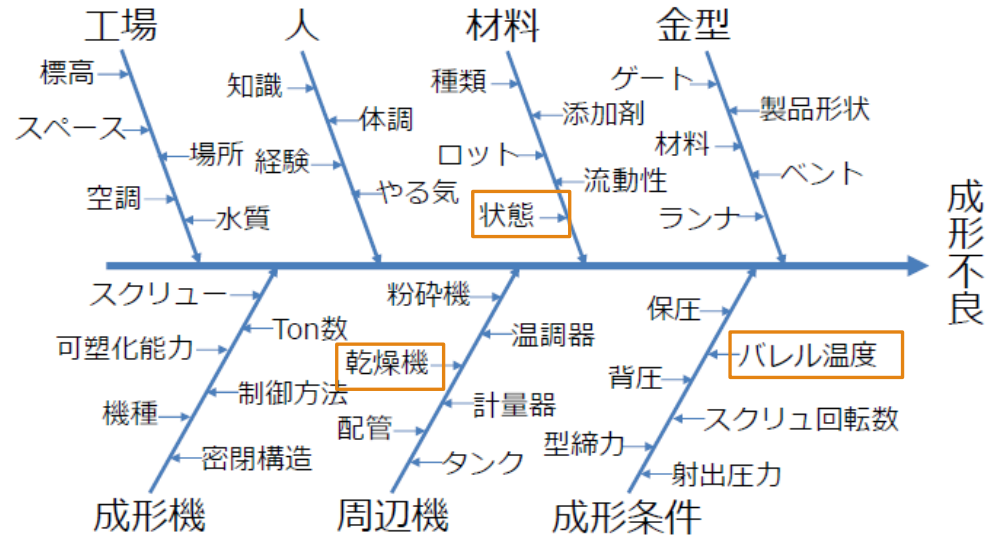 工場
標高
スペース
場所
空調
水質
人
知識
体調
経験
やる気
材料
種類
添加剤
ロット
流動性
状態
金型
ゲート
製品形状
材料
ベント
ランナ
成形不良
スクリュー
Ton数
可塑化能力
制御方法
機種
密閉構造
成形機
粉砕機
温調器
乾燥機
計量器
配管
タンク
周辺機
保圧
バレル温度
背圧
スクリュ回転数
型締力
射出圧力
成形条件